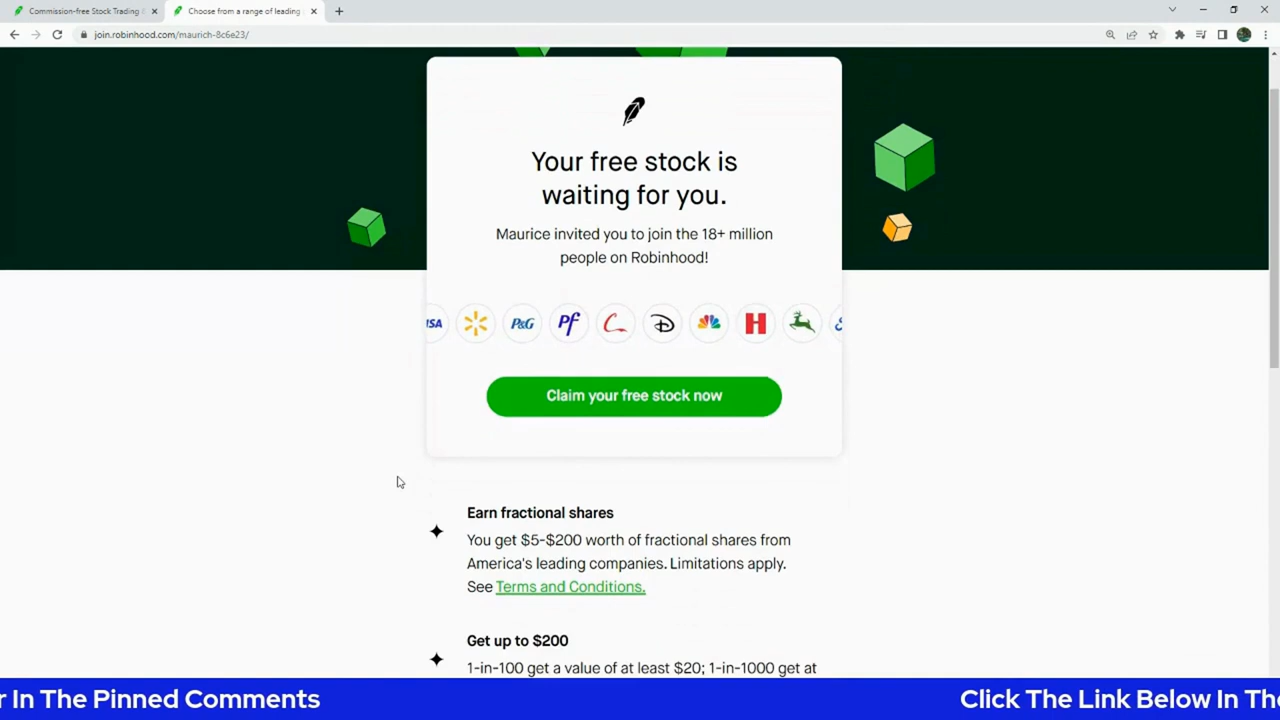 Commission-free Stock Trading &
Choose from a range of leading
join.robinhood.com/maurich-8c6e23/
Your free stock is
waiting for you.
Maurice invited you to join the 18+ million
people on Robinhood!
ISA
P&G
Pf
D
H
Claim your free stock now
Earn fractional shares
You get $5-$200 worth of fractional shares from
America's leading companies. Limitations apply.
See Terms and Conditions.
Get up to $200
1-in-100 get a value of at least $20; 1-in-1000 get at
r In The Pinned Comments
Click The Link Below In The